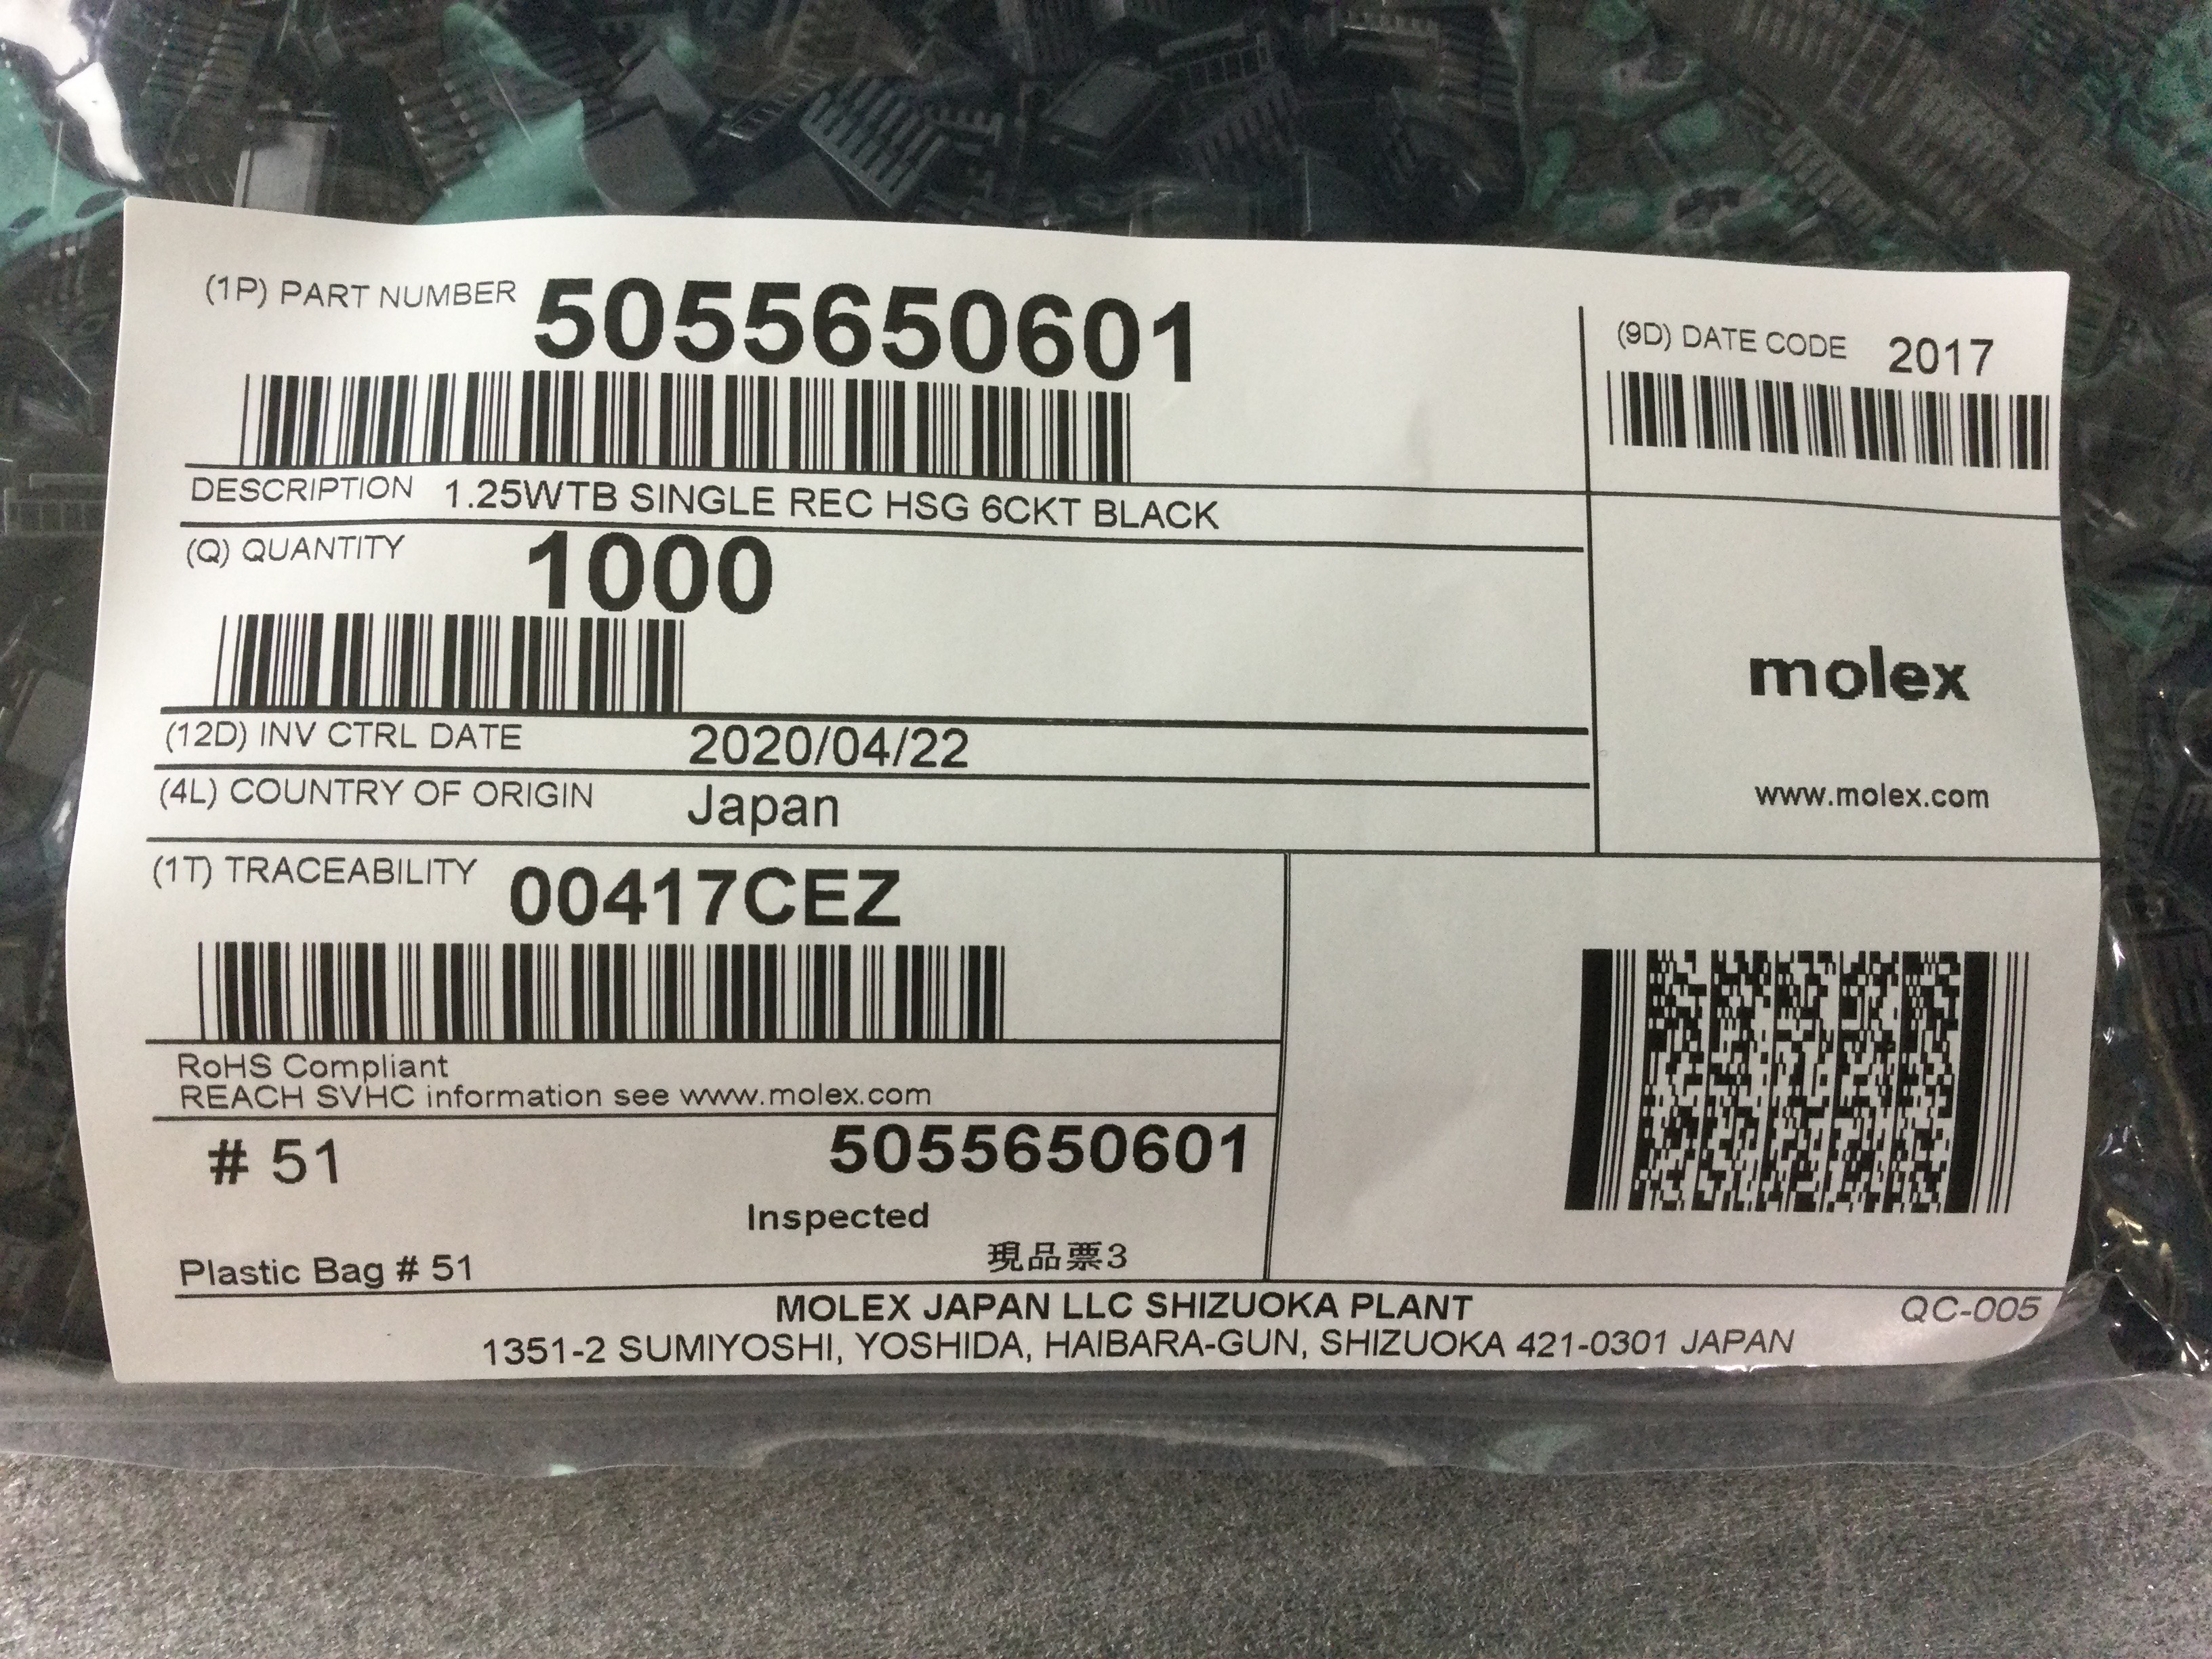 (1P) PART NUMBER 5055650601
(9D) DATE CODE 2017
DESCRIPTION 1.25WTB SINGLE REC HSG 6CKT BLACK
(Q) QUANTITY 1000
molex
www.molex.com
(12D) INV CTRL DATE 2020/04/22
(4L) COUNTRY OF ORIGIN Japan
(1T) TRACEABILITY 00417CEZ
RoHS Compliant
REACH SVHC information see www.molex.com
# 51 5055650601
Inspected
Plastic Bag # 51 現品票3
MOLEX JAPAN LLC SHIZUOKA PLANT QC-005
1351-2 SUMIYOSHI, YOSHIDA, HAIBARA-GUN, SHIZUOKA 421-0301 JAPAN